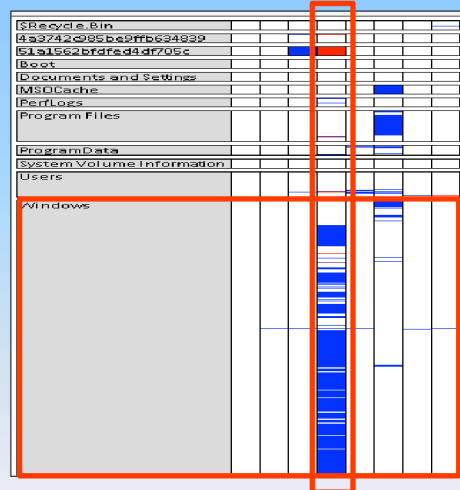 $Recycle.Bin
4a3742c985be9ffb634839
51a1562bfdfed4df705c
Boot
Documents and Settings
MSOCache
PerfLogs
Program Files
ProgramData
System Volume Information
Users
Windows